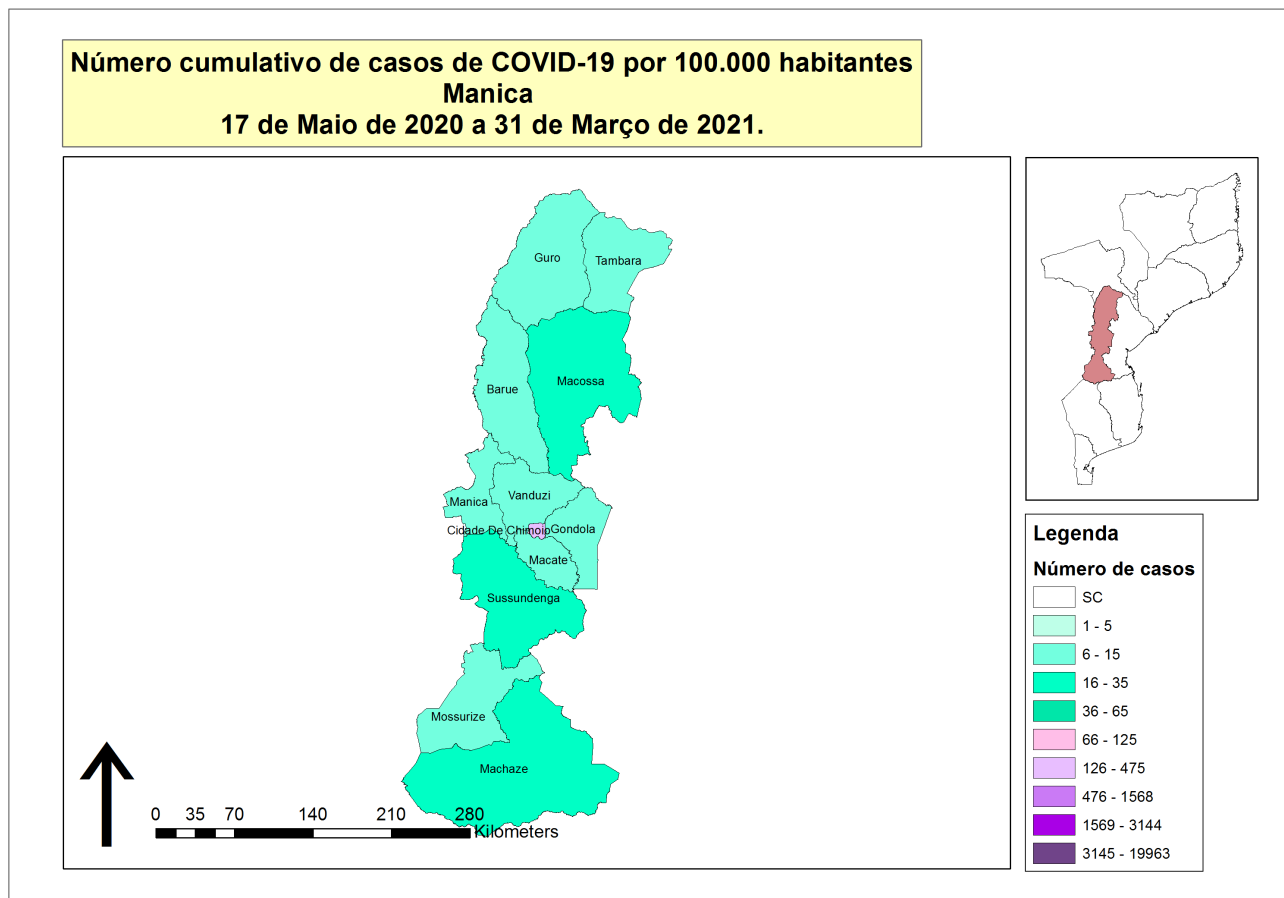 Número cumulativo de casos de COVID-19 por 100.000 habitantes
Manica
17 de Maio de 2020 a 31 de Março de 2021.
Guro
Tambara
Macossa
Barue
Vanduzi
Manica
Cidade De Chimoio
Gondola
Macate
Sussundenga
Mossurize
Machaze
0 35 70 140 210 280
Kilometers
Legenda
Número de casos
SC
1 - 5
6 - 15
16 - 35
36 - 65
66 - 125
126 - 475
476 - 1568
1569 - 3144
3145 - 19963